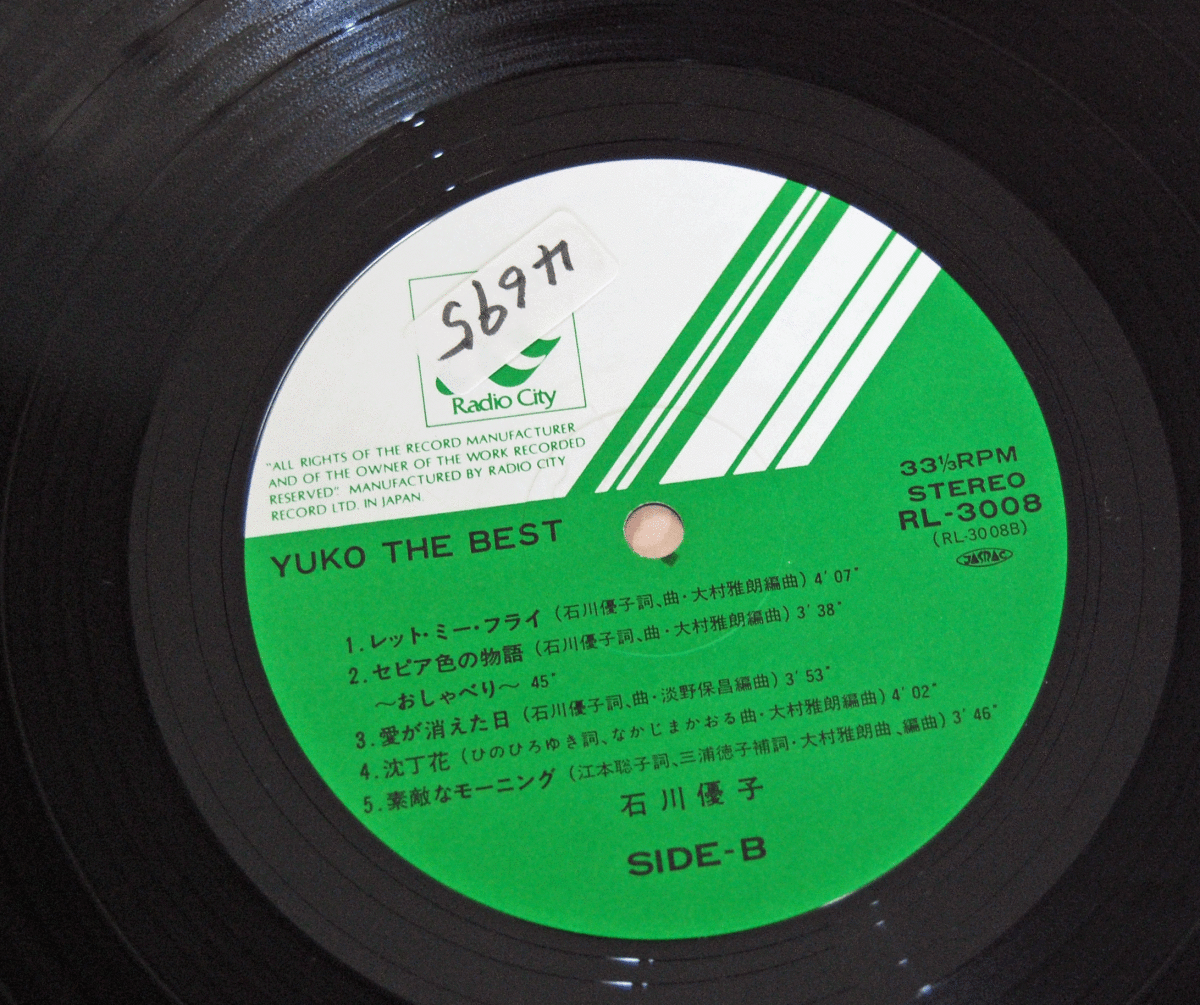 4695
Radio City
"ALL RIGHTS OF THE RECORD MANUFACTURER
AND OF THE OWNER OF THE WORK RECORDED
RESERVED". MANUFACTURED BY RADIO CITY
RECORD LTD. IN JAPAN.
33⅓RPM
STEREO
RL-3008
(RL-3008B)
JASRAC
YUKO THE BEST
1.レット・ミー・フライ (石川優子詞、曲・大村雅朗編曲) 4'07"
2.セピア色の物語 (石川優子詞、曲・大村雅朗編曲) 3'38"
〜おしゃべり〜 45"
3.愛が消えた日 (石川優子詞、曲・淡野保昌編曲) 3'53"
4.沈丁花 (ひのひろゆき詞、なかじまかおる曲・大村雅朗編曲) 4'02"
5.素敵なモーニング (江本聡子詞、三浦徳子補詞・大村雅朗曲、編曲) 3'46"
石川優子
SIDE-B